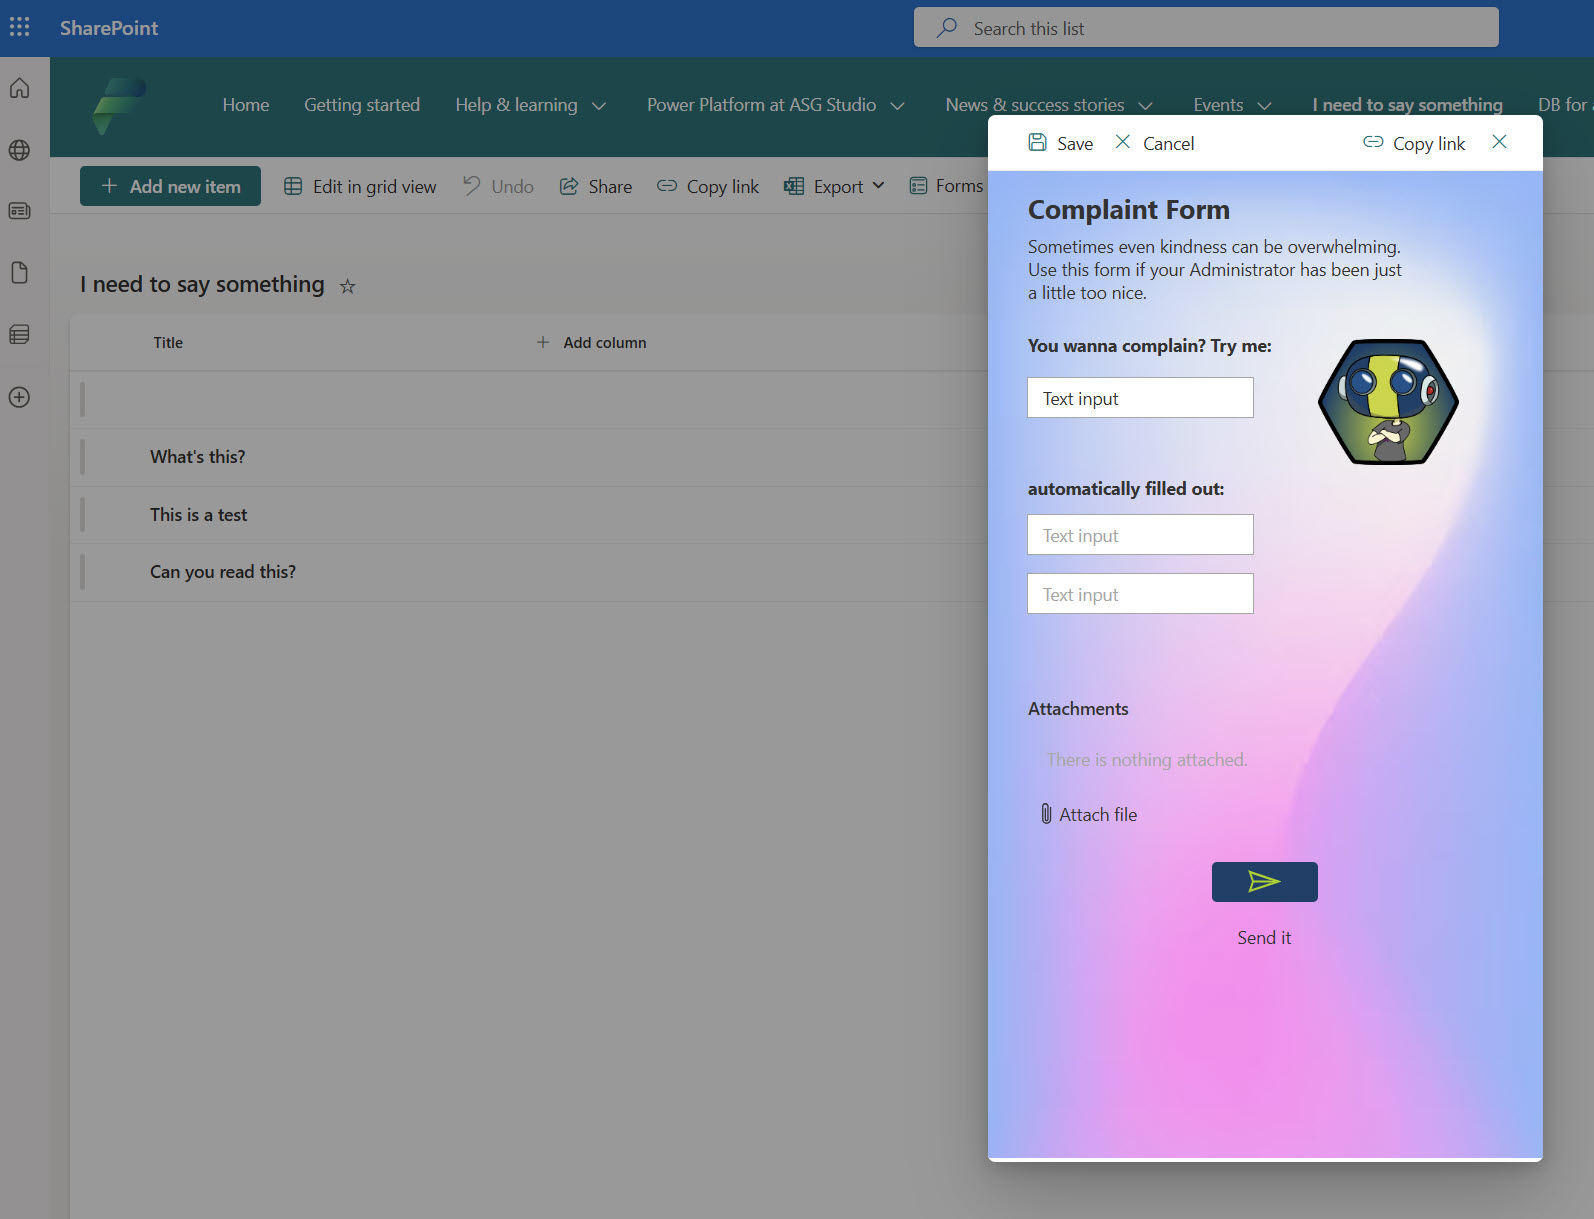 SharePoint
Search this list
Home Getting started Help & learning Power Platform at ASG Studio News & success stories Events I need to say something DB for
Add new item Edit in grid view Undo Share Copy link Export Forms
I need to say something
Title Add column
What's this?
This is a test
Can you read this?
Save Cancel Copy link
Complaint Form
Sometimes even kindness can be overwhelming.
Use this form if your Administrator has been just
a little too nice.
You wanna complain? Try me:
Text input
automatically filled out:
Text input
Text input
Attachments
There is nothing attached.
Attach file
Send it